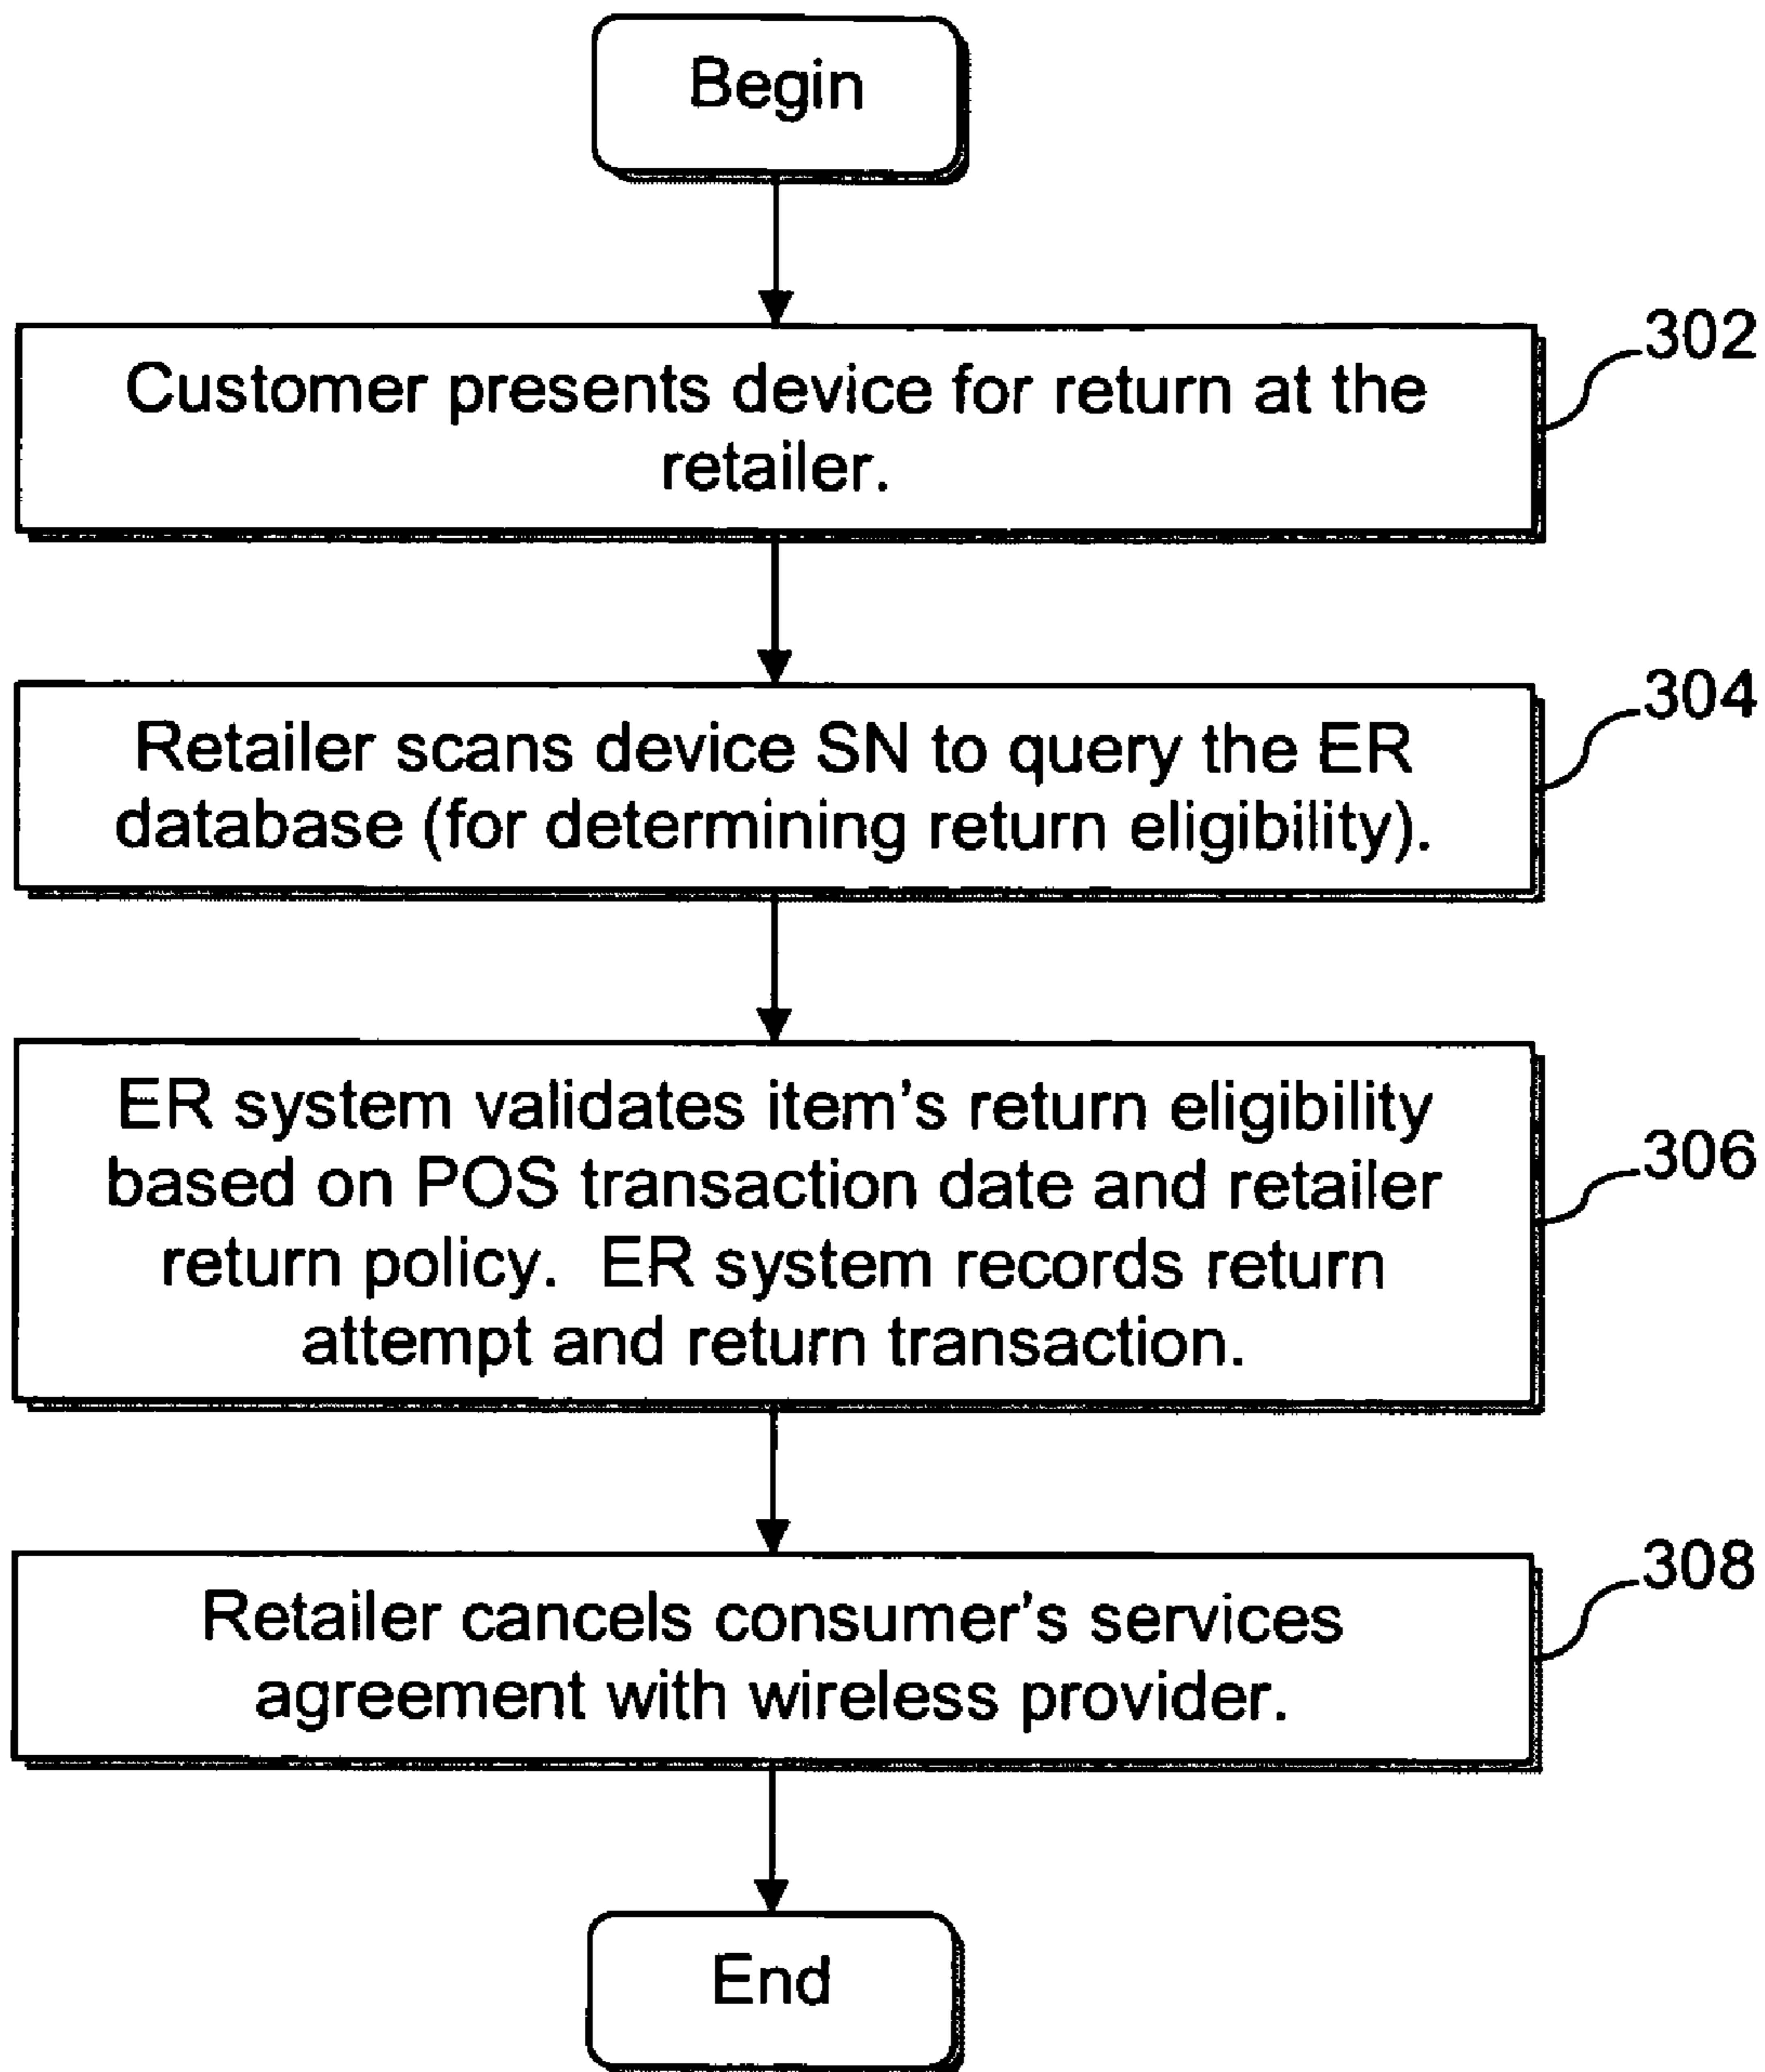 Begin
302
Customer presents device for return at the
retailer.
304
Retailer scans device SN to query the ER
database (for determining return eligibility).
306
ER system validates item's return eligibility
based on POS transaction date and retailer
return policy.  ER system records return
attempt and return transaction.
308
Retailer cancels consumer's services
agreement with wireless provider.
End